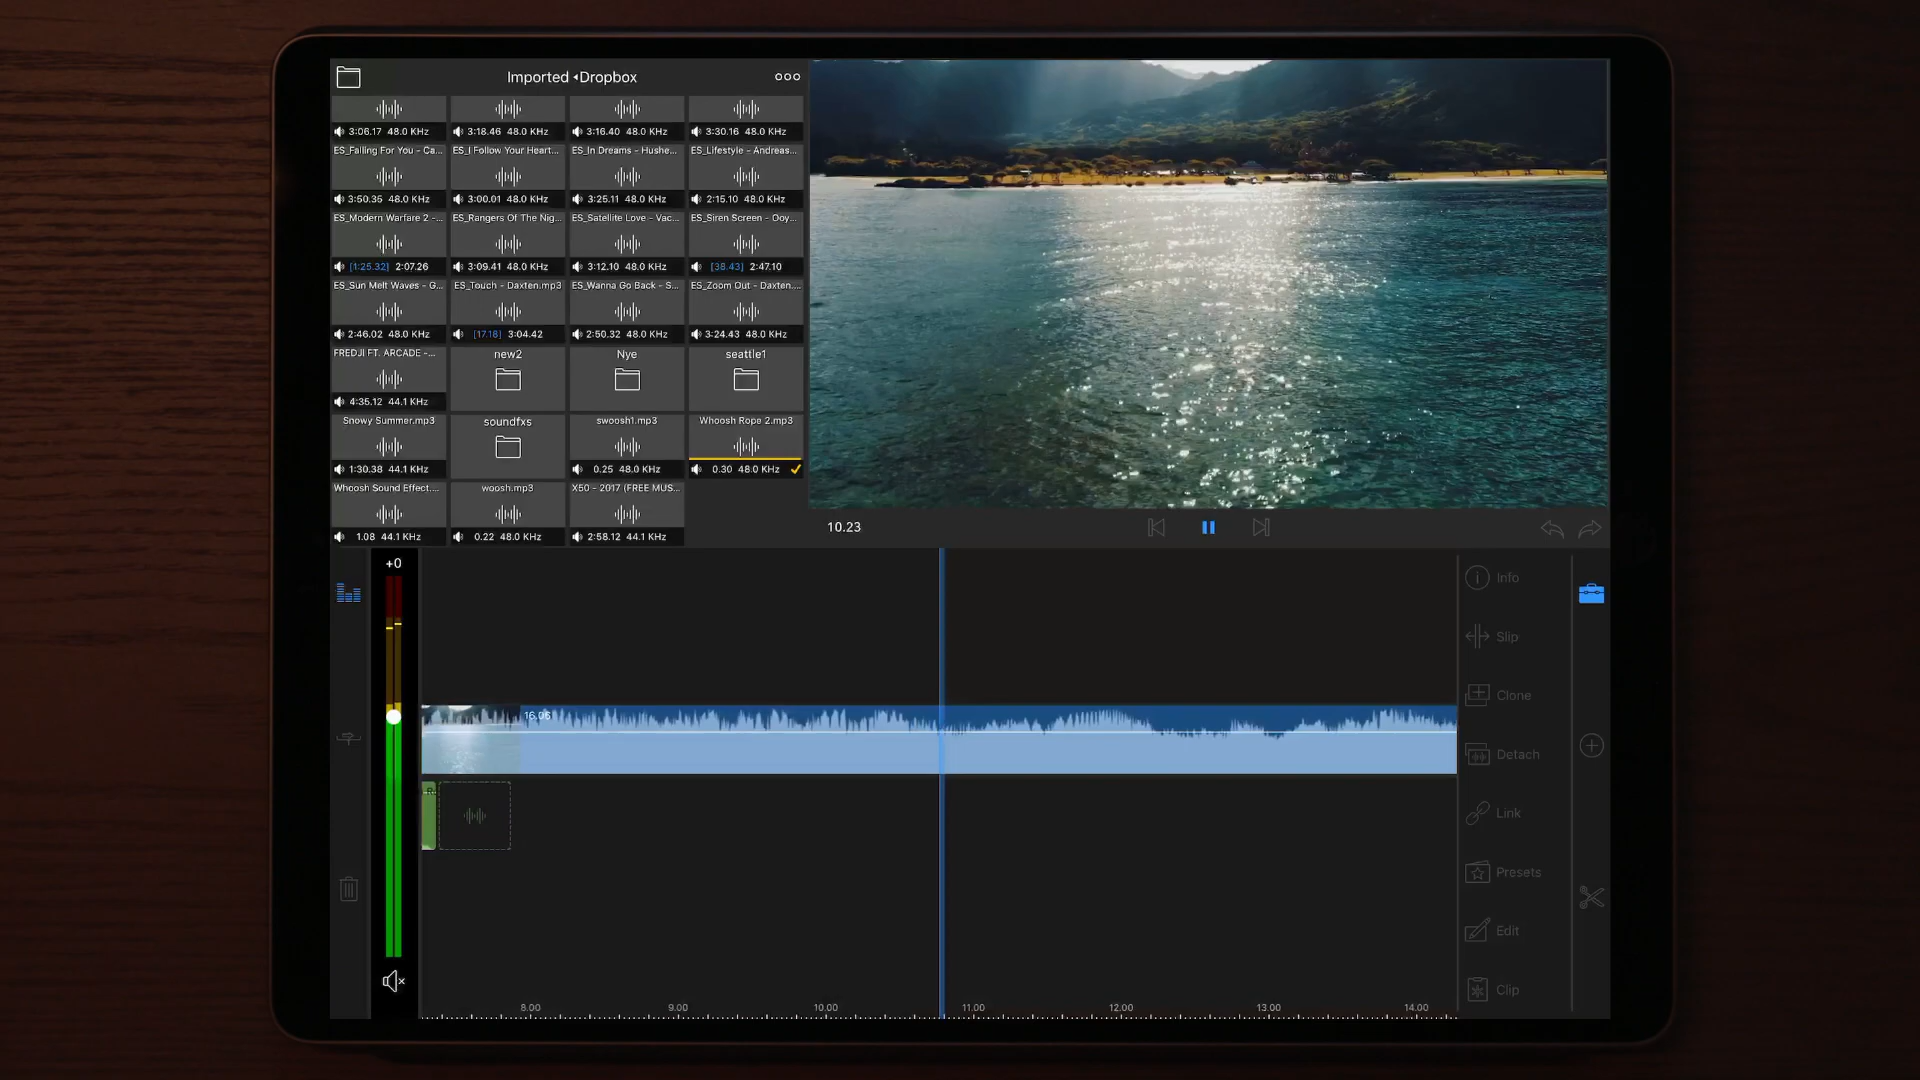 Imported ◂Dropbox
3:06.17 48.0 KHz
3:18.46 48.0 KHz
3:16.40 48.0 KHz
3:30.16 48.0 KHz
ES_Falling For You - Ca...
ES_I Follow Your Heart...
ES_In Dreams - Hushe...
ES_Lifestyle - Andreas...
3:50.35 48.0 KHz
3:00.01 48.0 KHz
3:25.11 48.0 KHz
2:15.10 48.0 KHz
ES_Modern Warfare 2 -...
ES_Rangers Of The Nig...
ES_Satellite Love - Vac...
ES_Siren Screen - Ooy...
[1:25.32] 2:07.26
3:09.41 48.0 KHz
3:12.10 48.0 KHz
[38.43] 2:47.10
ES_Sun Melt Waves - G...
ES_Touch - Daxten.mp3
ES_Wanna Go Back - S...
ES_Zoom Out - Daxten....
2:46.02 48.0 KHz
[17.18] 3:04.42
2:50.32 48.0 KHz
3:24.43 48.0 KHz
FREDJI FT. ARCADE -...
new2
Nye
seattle1
4:35.12 44.1 KHz
Snowy Summer.mp3
soundfxs
swoosh1.mp3
Whoosh Rope 2.mp3
1:30.38 44.1 KHz
0.25 48.0 KHz
0.30 48.0 KHz
Whoosh Sound Effect....
woosh.mp3
X50 - 2017 (FREE MUS...
1.08 44.1 KHz
0.22 48.0 KHz
2:58.12 44.1 KHz
10.23
+0
Info
Slip
Clone
Detach
Link
Presets
Edit
Clip
16.06
8.00
9.00
10.00
11.00
12.00
13.00
14.00